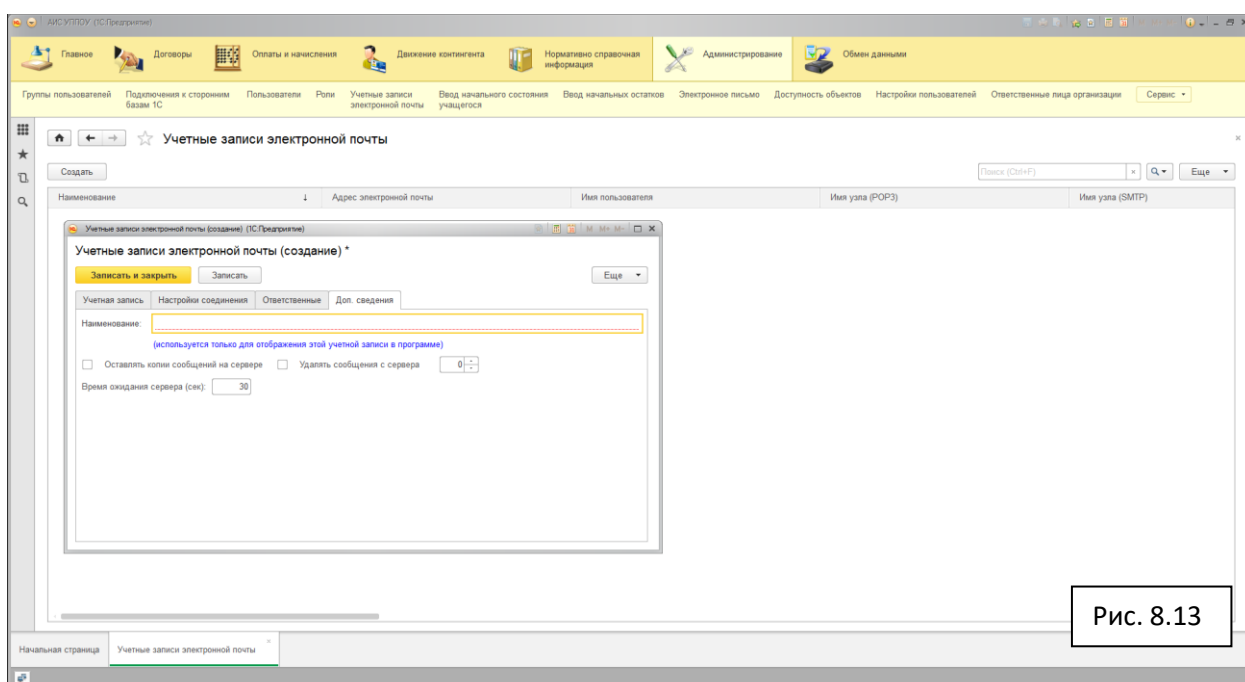 АИС УППОУ (1С:Предприятие)
Главное Договоры Оплаты и начисления Движение контингента Нормативно справочная информация Администрирование Обмен данными
Группы пользователей Подключения к сторонним базам 1С Пользователи Роли Учетные записи электронной почты Ввод начального состояния учащегося Ввод начальных остатков Электронное письмо Доступность объектов Настройки пользователей Ответственные лица организации Сервис
Учетные записи электронной почты
Создать Поиск (Ctrl+F) Еще
Наименование Адрес электронной почты Имя пользователя Имя узла (POP3) Имя узла (SMTP)
Учетные записи электронной почты (создание) (1С:Предприятие) M M+ M-
Учетные записи электронной почты (создание) *
Записать и закрыть Записать Еще
Учетная запись Настройки соединения Ответственные Доп. сведения
Наименование:
(используется только для отображения этой учетной записи в программе)
Оставлять копии сообщений на сервере Удалять сообщения с сервера 0
Время ожидания сервера (сек): 30
Рис. 8.13
Начальная страница Учетные записи электронной почты